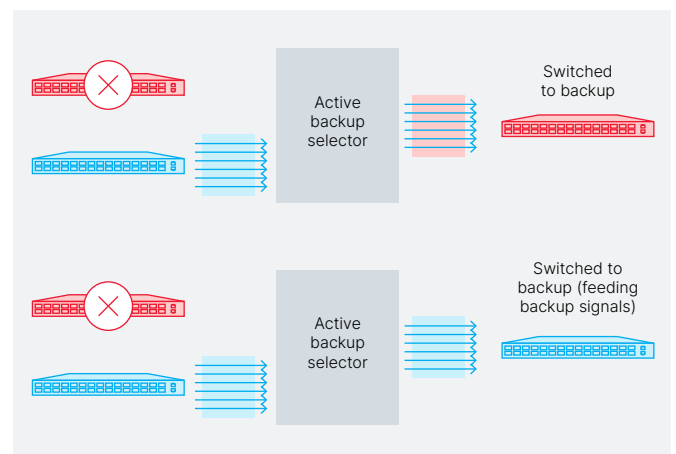 Switched
to backup
Active
backup
selector
Switched to
backup (feeding
backup signals)
Active
backup
selector